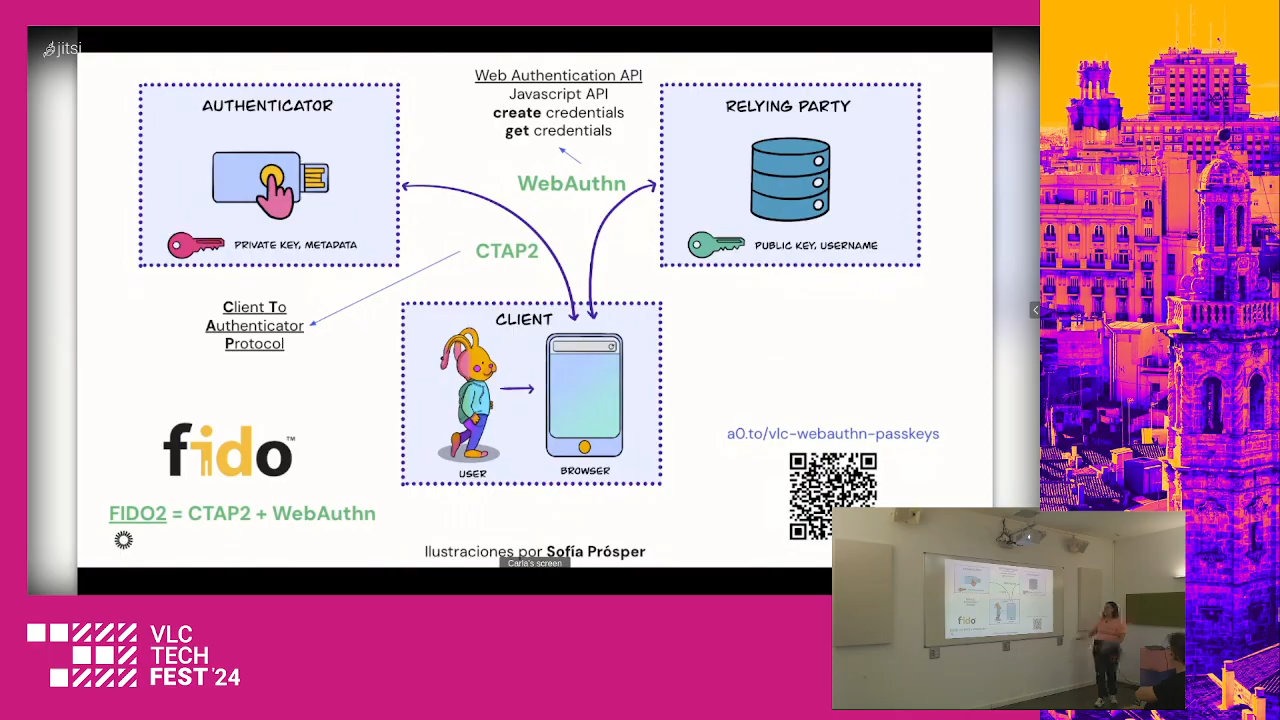 jitsi
AUTHENTICATOR
PRIVATE KEY, METADATA
Web Authentication API
Javascript API
create credentials
get credentials
WebAuthn
CTAP2
RELYING PARTY
PUBLIC KEY, USERNAME
Client To
Authenticator
Protocol
CLIENT
USER
BROWSER
fido™
FIDO2 = CTAP2 + WebAuthn
a0.to/vlc-webauthn-passkeys
Ilustraciones por Sofía Prósper
Carla's screen
VLC
TECH
FEST'24
fido